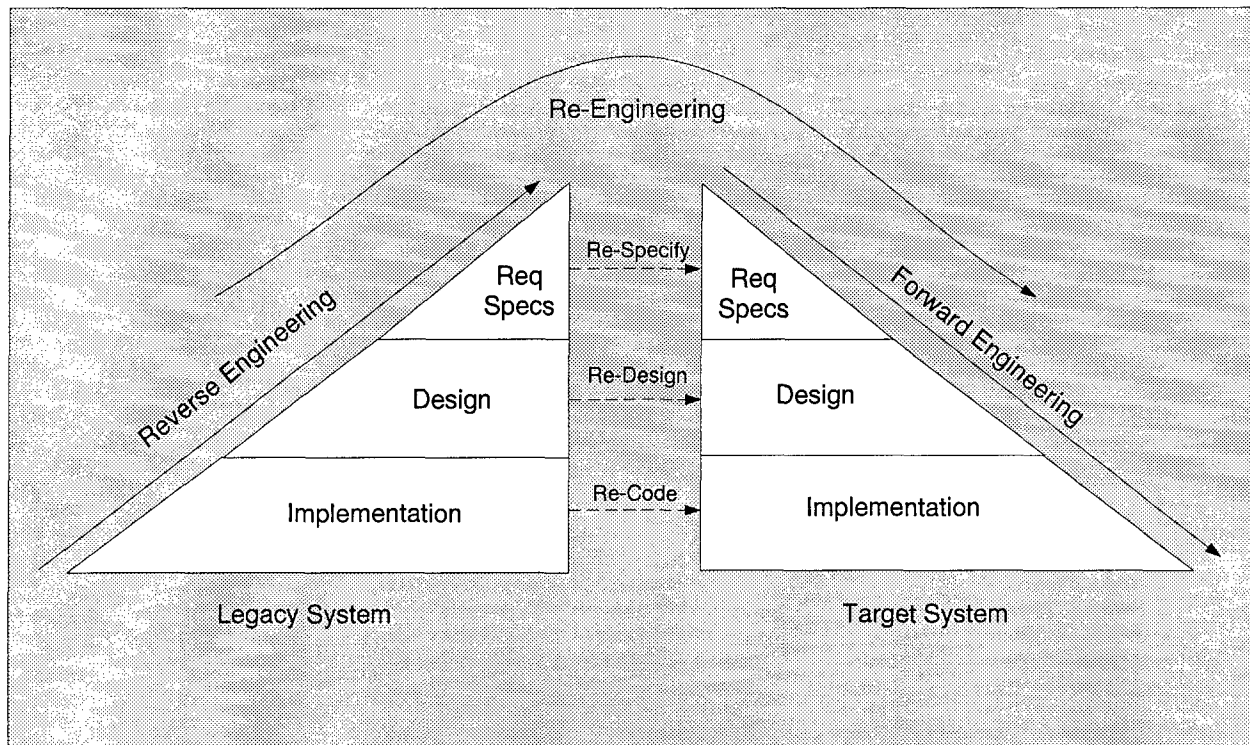 Re-Engineering
Reverse Engineering
Forward Engineering
Re-Specify
Req
Specs
Req
Specs
Re-Design
Design
Design
Re-Code
Implementation
Implementation
Legacy System
Target System